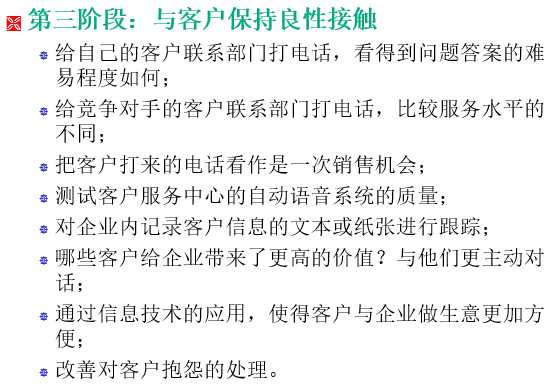 第三阶段：与客户保持良性接触
给自己的客户联系部门打电话，看得到问题答案的难
易程度如何；
给竞争对手的客户联系部门打电话，比较服务水平的
不同；
把客户打来的电话看作是一次销售机会；
测试客户服务中心的自动语音系统的质量；
对企业内记录客户信息的文本或纸张进行跟踪；
哪些客户给企业带来了更高的价值？与他们更主动对
话；
通过信息技术的应用，使得客户与企业做生意更加方
便；
改善对客户抱怨的处理。